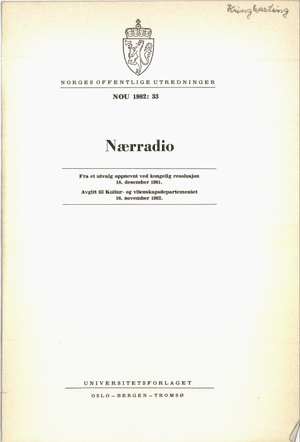 Kringkasting
NORGES OFFENTLIGE UTREDNINGER
NOU 1982: 33
Nærradio
Fra et utvalg oppnevnt ved kongelig resolusjon
18. desember 1981.
Avgitt til Kultur- og vitenskapsdepartementet
16. november 1982.
UNIVERSITETSFORLAGET
OSLO – BERGEN – TROMSØ